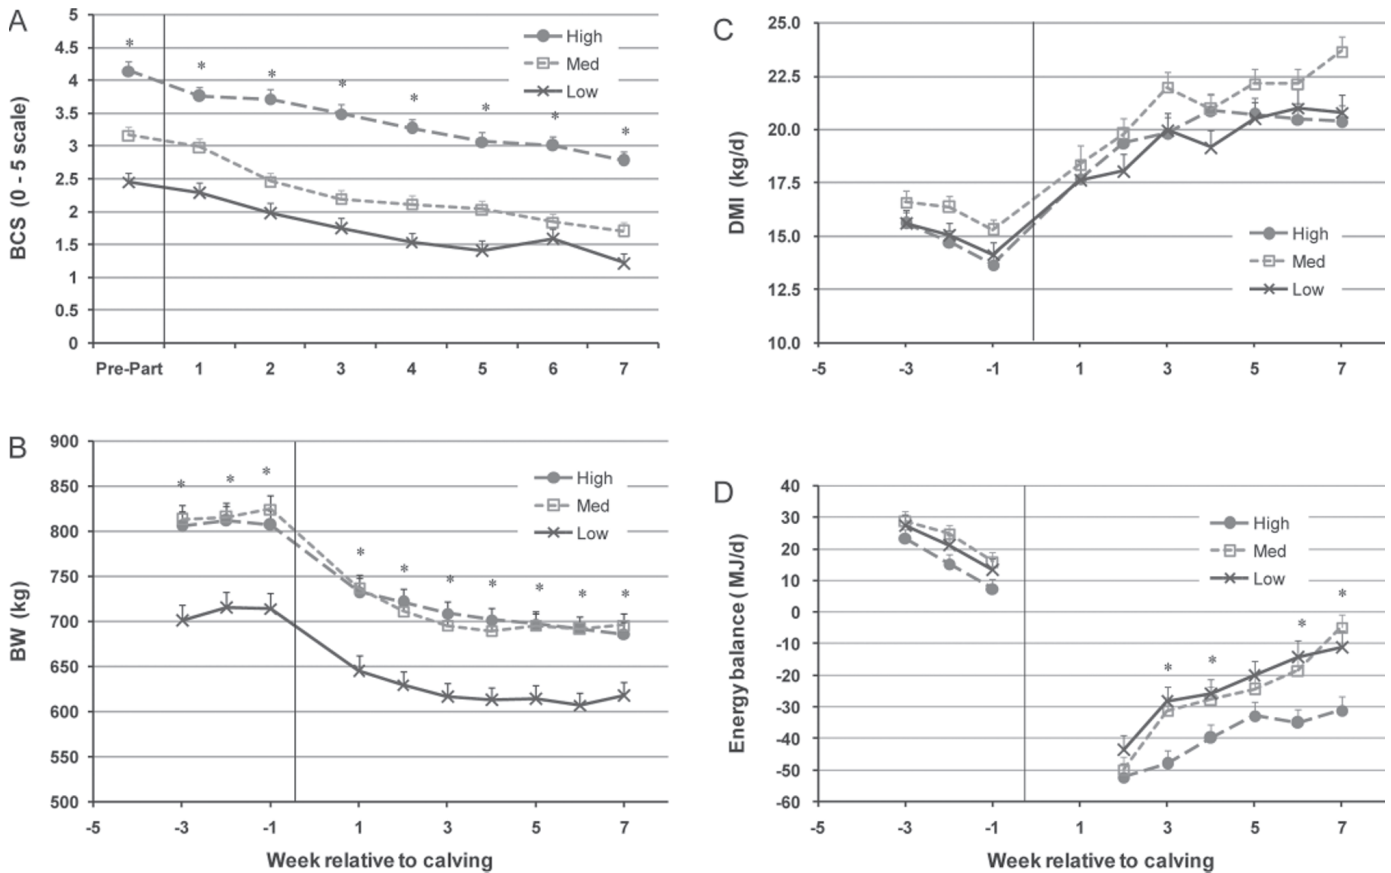 A
5
4.5
4
3.5
3
2.5
2
1.5
1
0.5
0
BCS (0 - 5 scale)
* * * * * * * *
High
Med
Low
Pre-Part 1 2 3 4 5 6 7
B
900
850
800
750
700
650
600
550
500
BW (kg)
* * * * * * * * * *
High
Med
Low
-5 -3 -1 1 3 5 7
Week relative to calving
C
25.0
22.5
20.0
17.5
15.0
12.5
10.0
DMI (kg/d)
High
Med
Low
-5 -3 -1 1 3 5 7
D
40
30
20
10
0
-10
-20
-30
-40
-50
-60
Energy balance ( MJ/d)
* * * *
High
Med
Low
-5 -3 -1 1 3 5 7
Week relative to calving